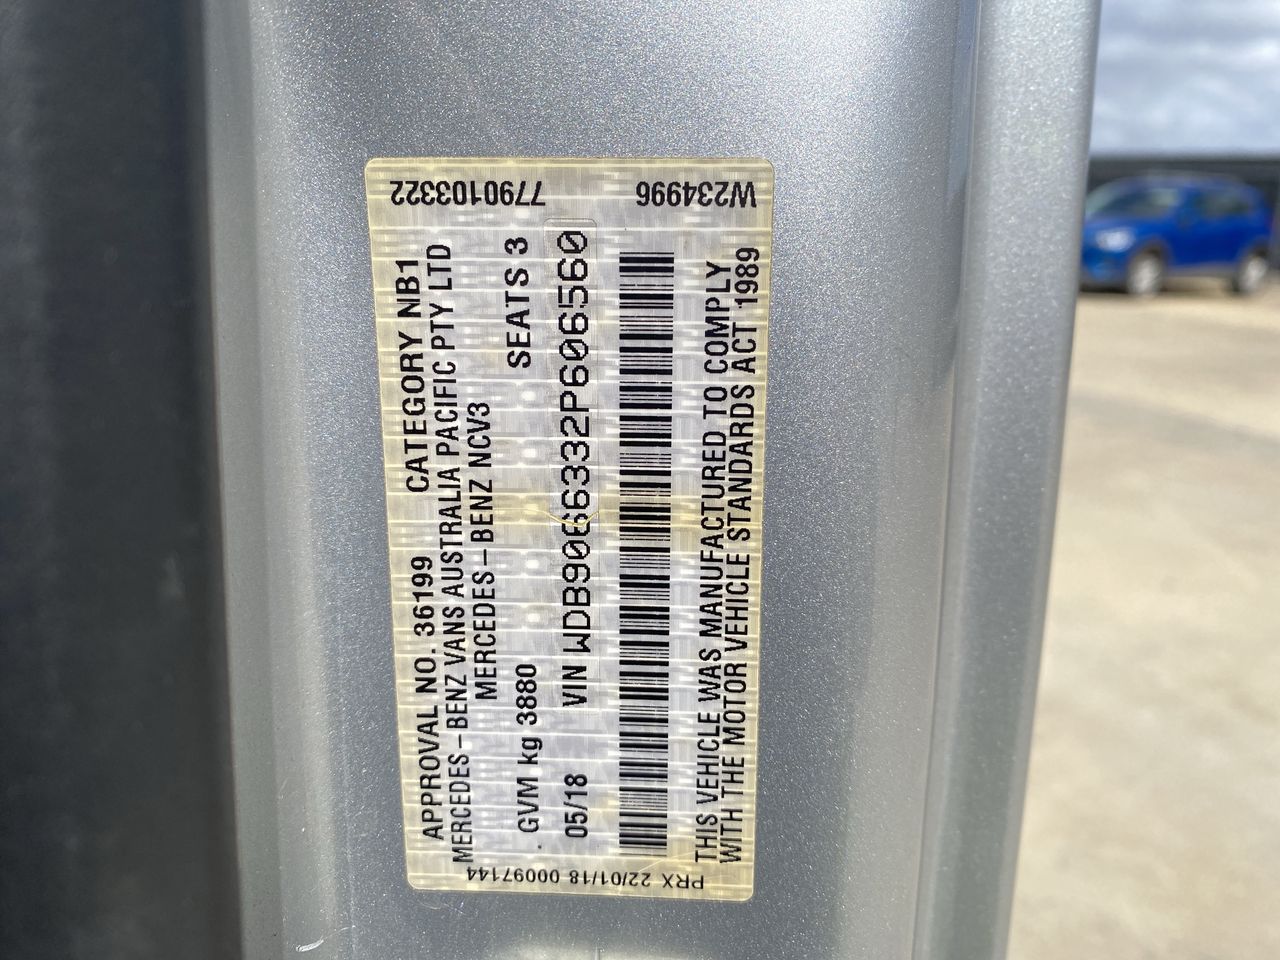 7790103322
W234996
APPROVAL NO. 36199 CATEGORY NB1
MERCEDES-BENZ VANS AUSTRALIA PACIFIC PTY LTD
MERCEDES-BENZ NCV3
GVM kg 3880 SEATS 3
05/18 VIN WDB9066332P606560
THIS VEHICLE WAS MANUFACTURED TO COMPLY
WITH THE MOTOR VEHICLE STANDARDS ACT 1989
PRX 22/01/18 00097144